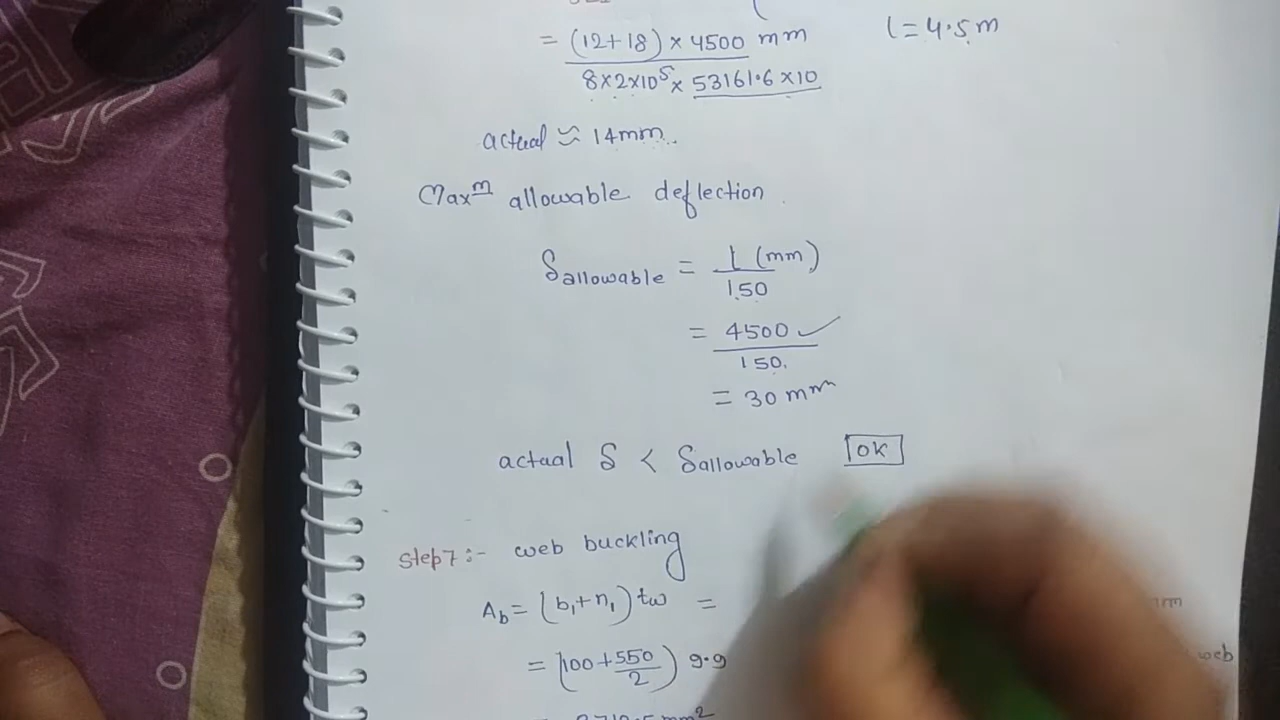 = (12+18) × 4500 mm l = 4.5 m
8×2×10⁵ × 53161.6 × 10
actual ≈ 14mm.
Maxᵐ allowable deflection
δallowable = l (mm)
150
= 4500 ✓
150
= 30 mm
actual δ < δallowable OK
Step7:- web buckling
Ab = (b₁+n₁) tw =
= (100 + 550/2) 9.9
web